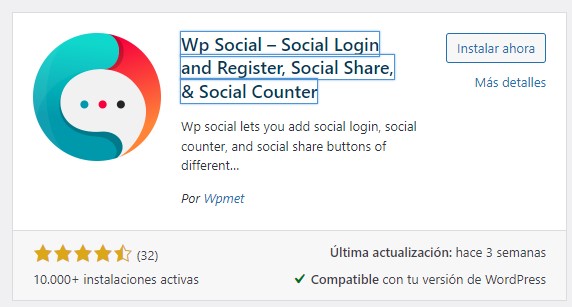 Wp Social – Social Login
and Register, Social Share,
& Social Counter
Instalar ahora
Más detalles
Wp social lets you add social login, social
counter, and social share buttons of
different...
Por Wpmet
(32)
Última actualización: hace 3 semanas
10.000+ instalaciones activas
Compatible con tu versión de WordPress